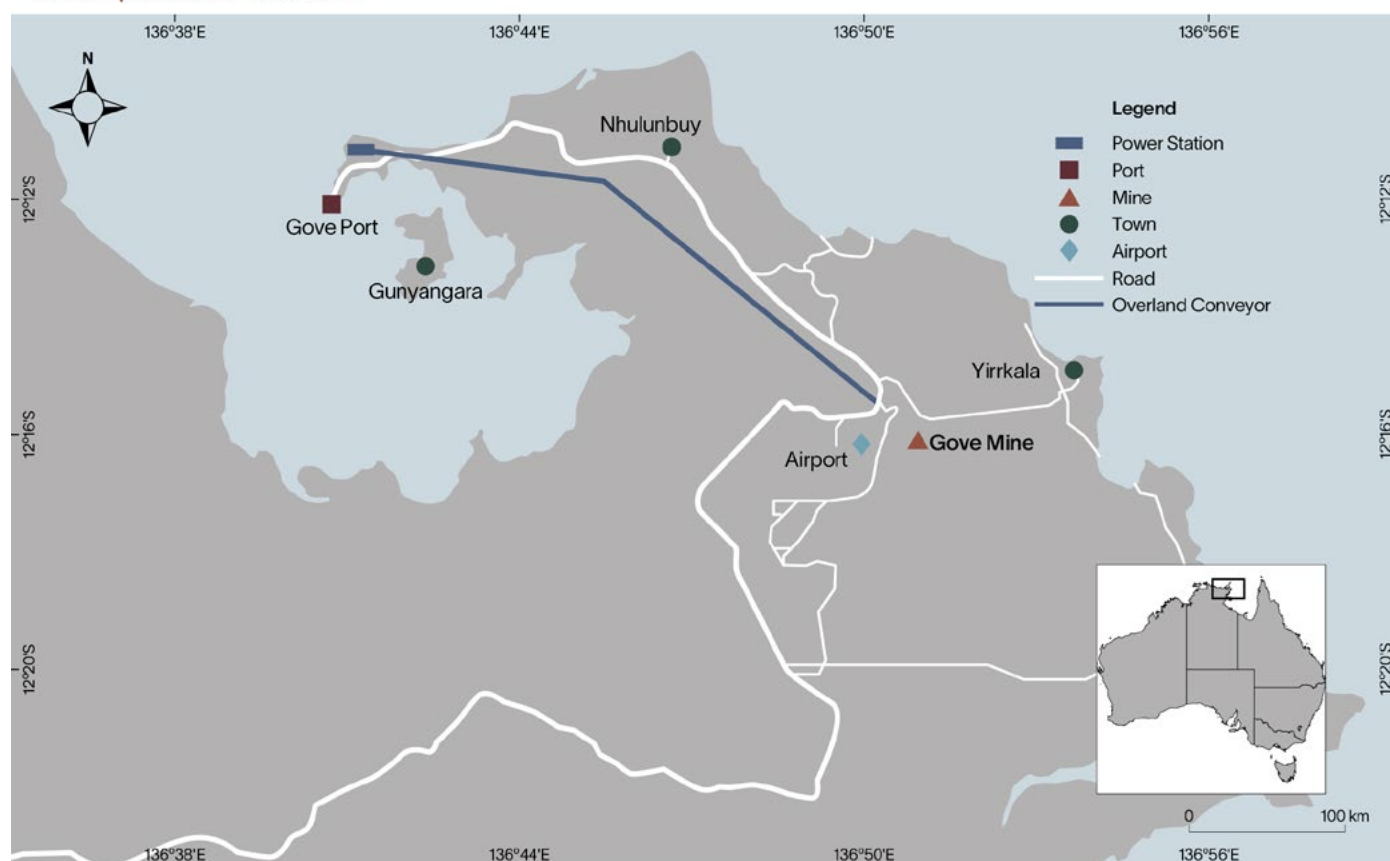 136°38'E
136°44'E
136°50'E
136°56'E
N
Legend
Power Station
Port
Mine
Town
Airport
Road
Overland Conveyor
Nhulunbuy
12°12'S
12°12'S
Gove Port
Gunyangara
Yirrkala
12°16'S
12°16'S
Gove Mine
Airport
12°20'S
12°20'S
0
100 km
136°38'E
136°44'E
136°50'E
136°56'E